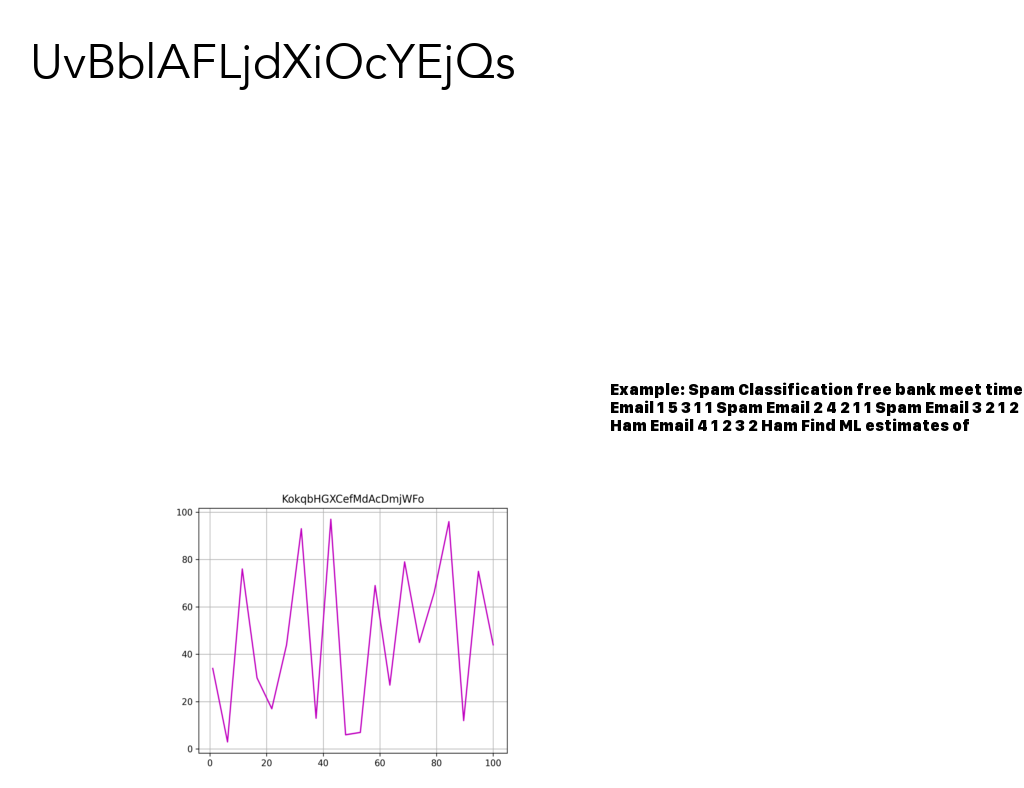 UvBblAFLjdXiOcYEjQs
Example: Spam Classification free bank meet time
Email 1 5 3 1 1 Spam Email 2 4 2 1 1 Spam Email 3 2 1 2
Ham Email 4 1 2 3 2 Ham Find ML estimates of
KokqbHGXCefMdAcDmjWFo
100
80
60
40
20
0
0 20 40 60 80 100